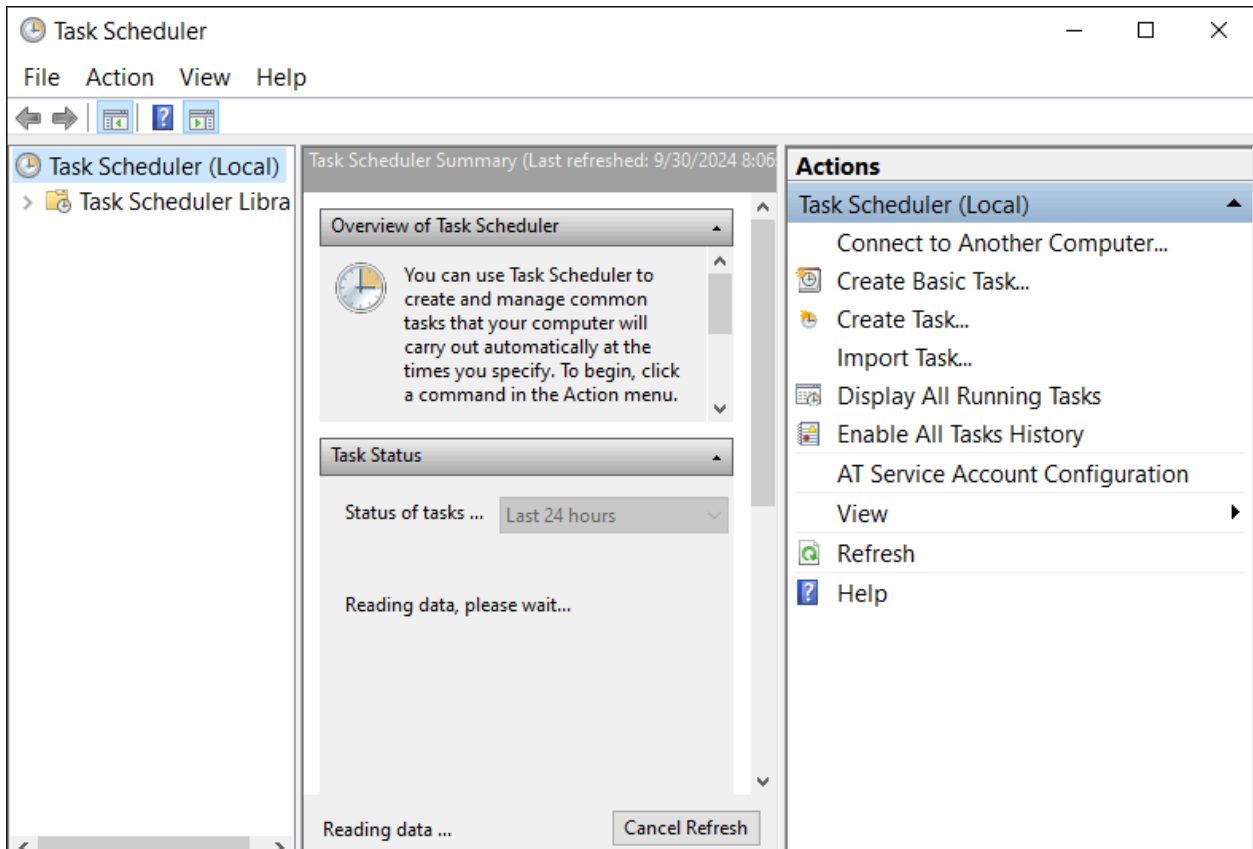 Task Scheduler
File Action View Help
Task Scheduler (Local)
Task Scheduler Libra
Task Scheduler Summary (Last refreshed: 9/30/2024 8:06
Overview of Task Scheduler
You can use Task Scheduler to
create and manage common
tasks that your computer will
carry out automatically at the
times you specify. To begin, click
a command in the Action menu.
Task Status
Status of tasks ... Last 24 hours
Reading data, please wait...
Reading data ... Cancel Refresh
Actions
Task Scheduler (Local)
Connect to Another Computer...
Create Basic Task...
Create Task...
Import Task...
Display All Running Tasks
Enable All Tasks History
AT Service Account Configuration
View
Refresh
Help